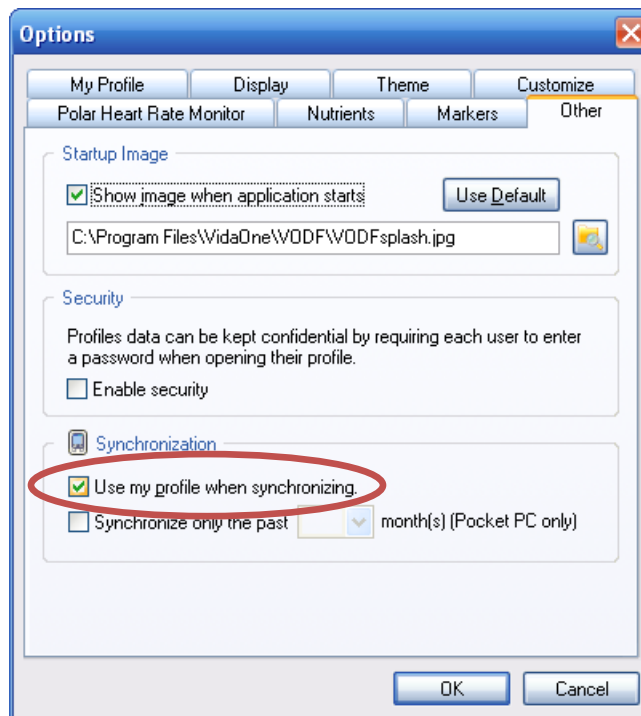 Options
My Profile
Display
Theme
Customize
Polar Heart Rate Monitor
Nutrients
Markers
Other
Startup Image
Show image when application starts
Use Default
C:\Program Files\VidaOne\VODF\VODFsplash.jpg
Security
Profiles data can be kept confidential by requiring each user to enter
a password when opening their profile.
Enable security
Synchronization
Use my profile when synchronizing.
Synchronize only the past
month(s) (Pocket PC only)
OK
Cancel